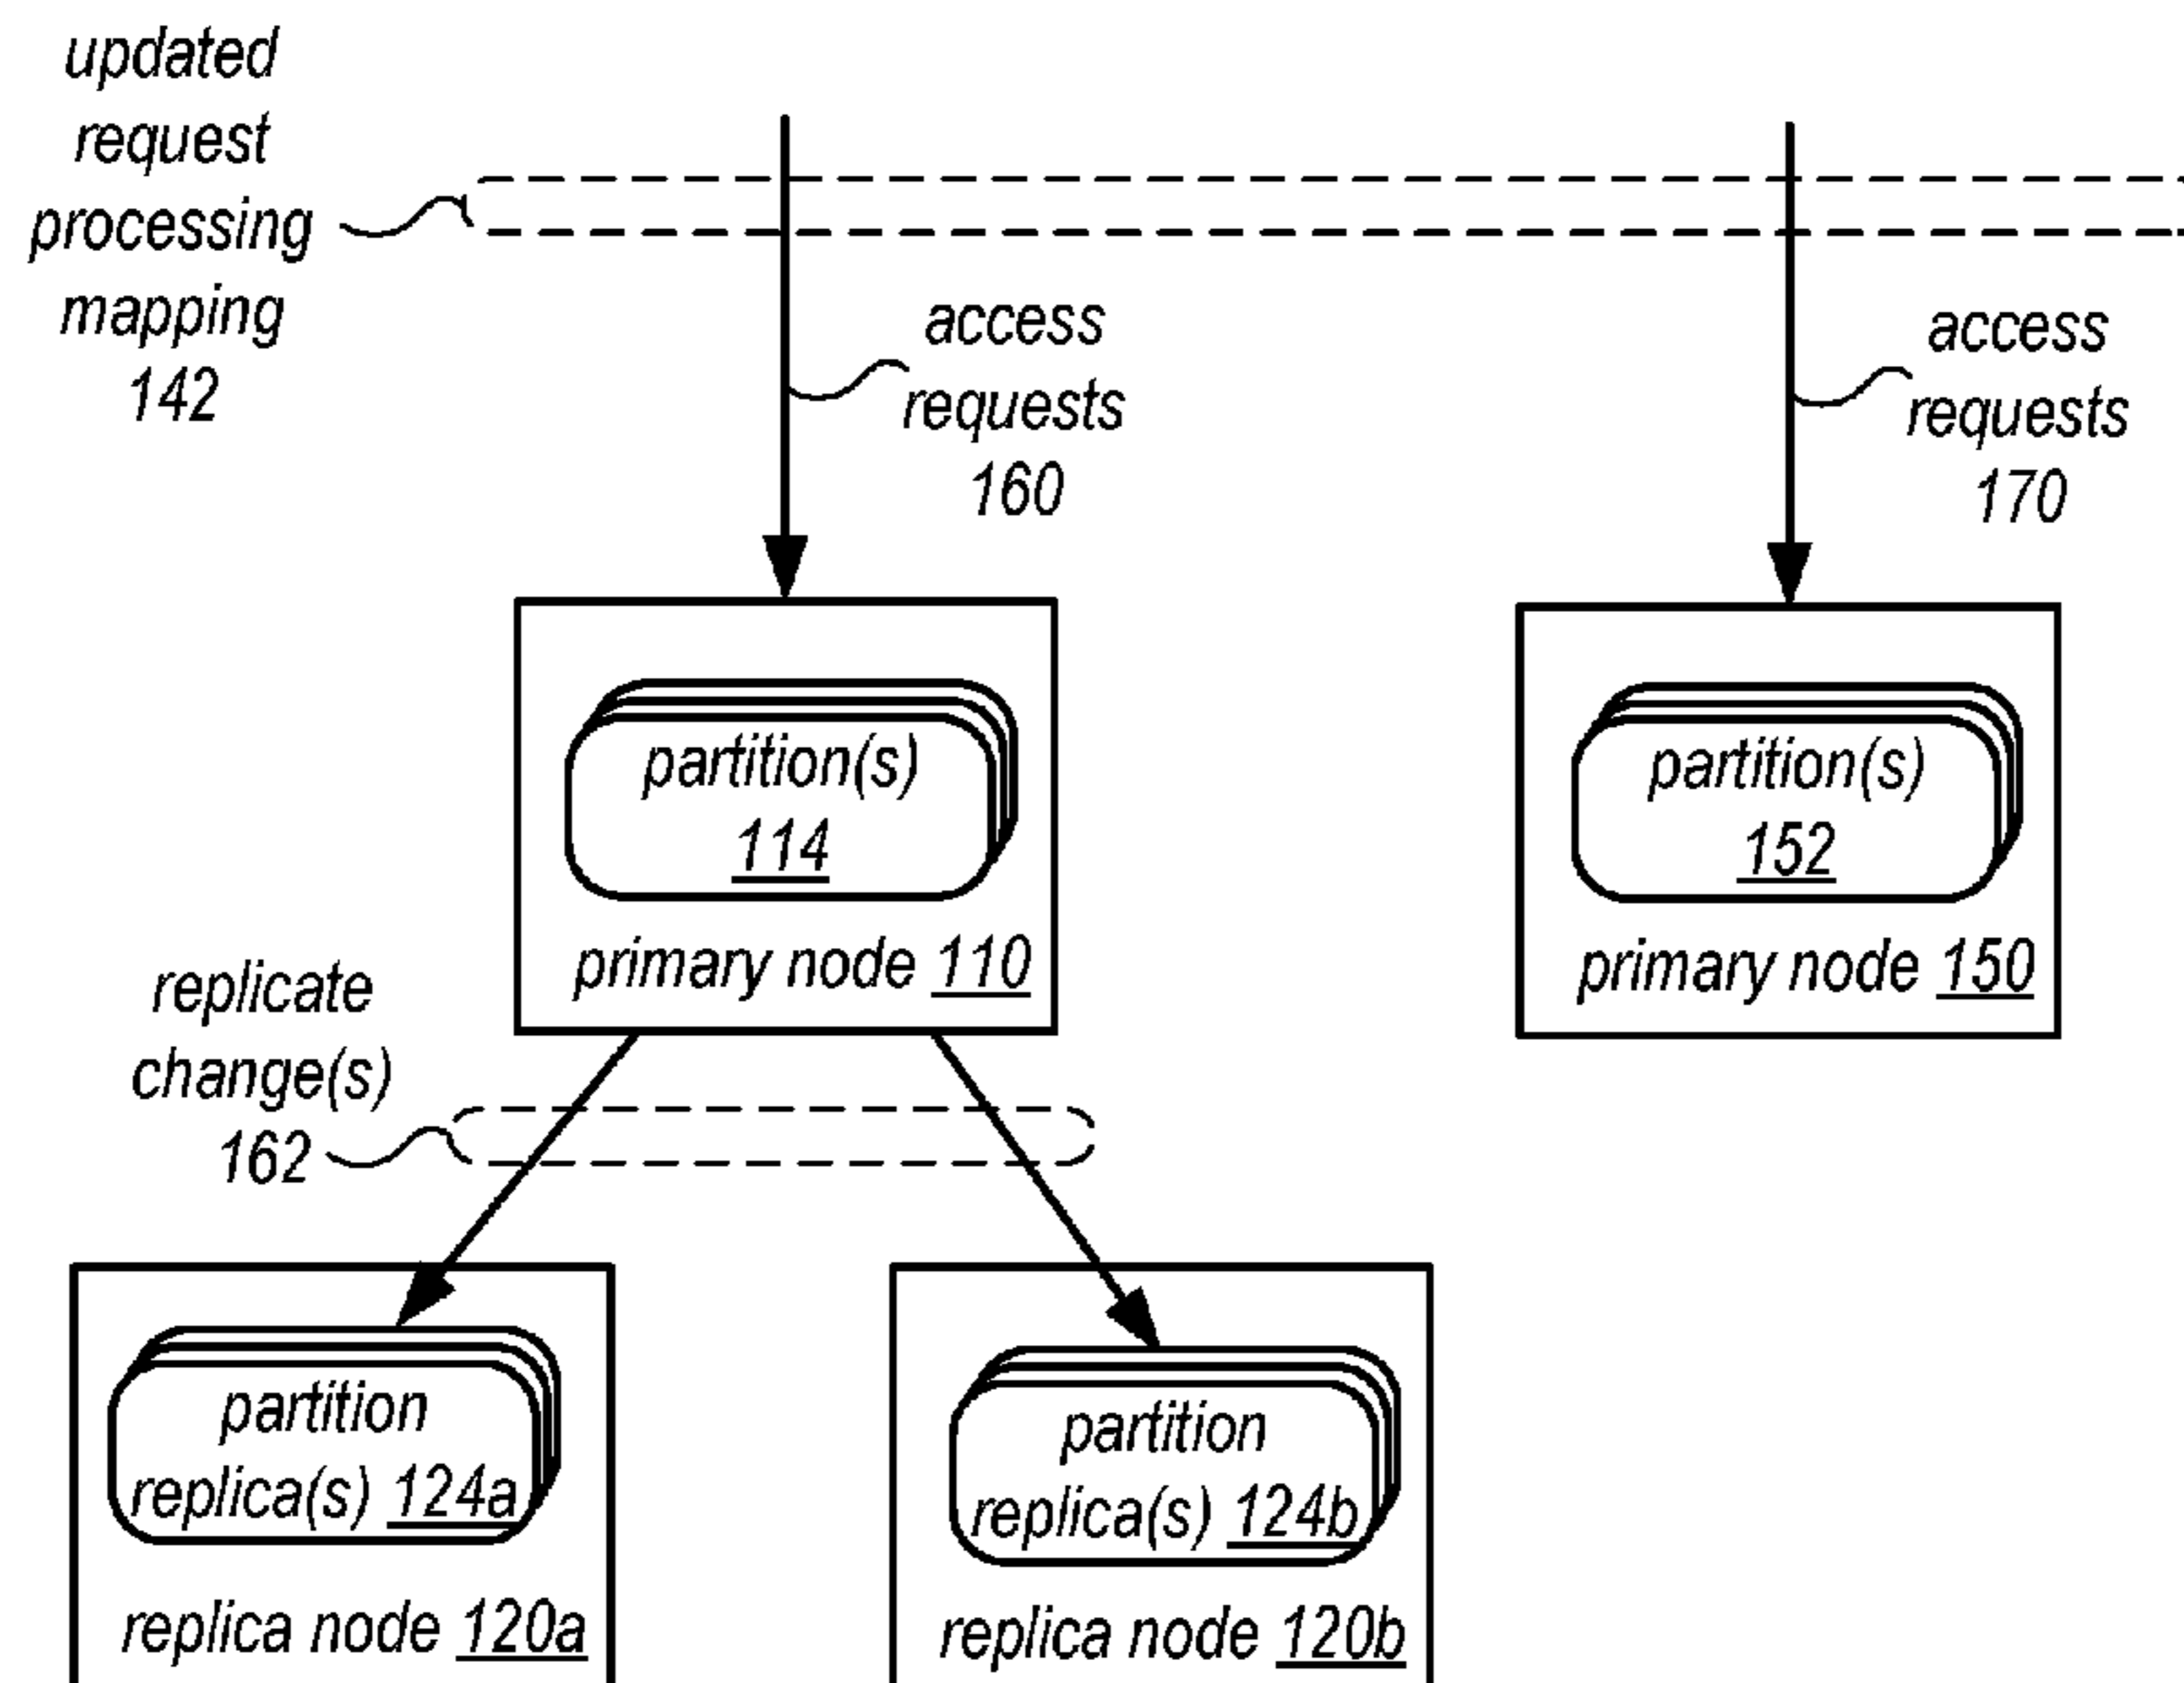 updated
request
processing
mapping
142
access
requests
160
access
requests
170
partition(s)
114
primary node 110
partition(s)
152
primary node 150
replicate
change(s)
162
partition
replica(s) 124a
replica node 120a
partition
replica(s) 124b
replica node 120b